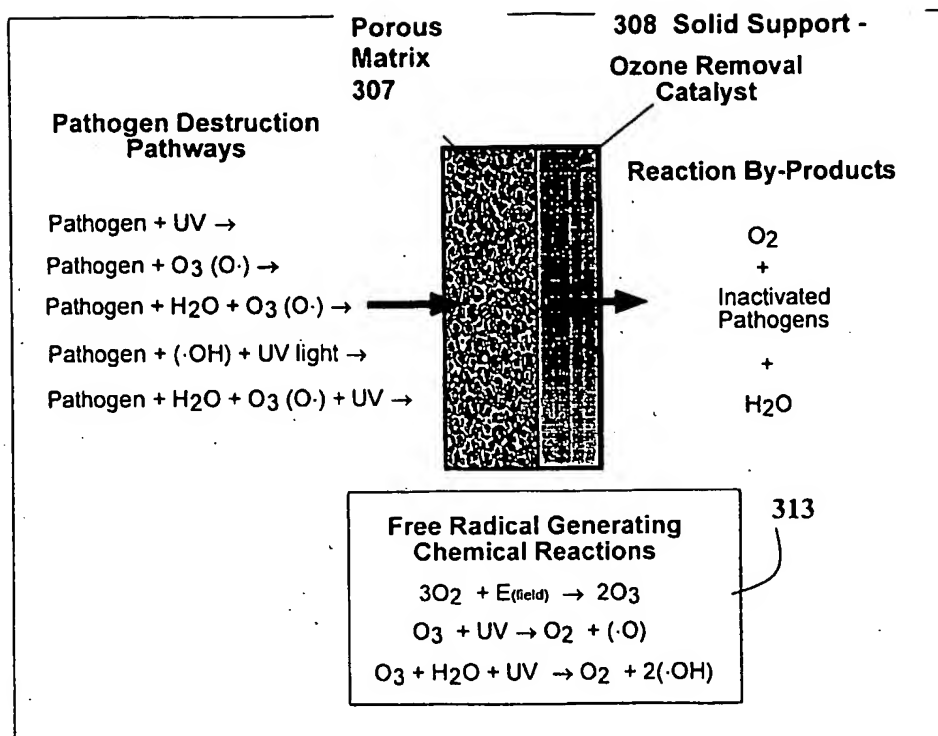 Porous
Matrix
307
308 Solid Support -
Ozone Removal
Catalyst
Pathogen Destruction
Pathways
Pathogen + UV →
Pathogen + O3 (O·) →
Pathogen + H2O + O3 (O·) →
Pathogen + (·OH) + UV light →
Pathogen + H2O + O3 (O·) + UV →
Reaction By-Products
O2
+
Inactivated
Pathogens
+
H2O
313
Free Radical Generating
Chemical Reactions
3O2 + E(field) → 2O3
O3 + UV → O2 + (·O)
O3 + H2O + UV → O2 + 2(·OH)